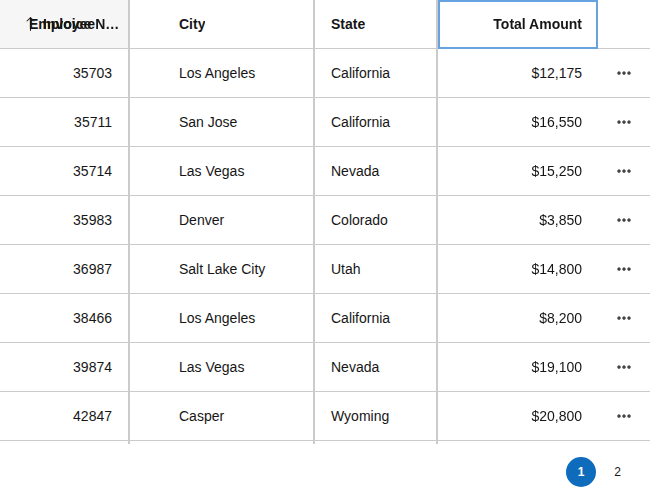 City State Total Amount
35703 Los Angeles California $12,175 •••
35711 San Jose California $16,550 •••
35714 Las Vegas Nevada $15,250 •••
35983 Denver Colorado $3,850 •••
36987 Salt Lake City Utah $14,800 •••
38466 Los Angeles California $8,200 •••
39874 Las Vegas Nevada $19,100 •••
42847 Casper Wyoming $20,800 •••
1 2